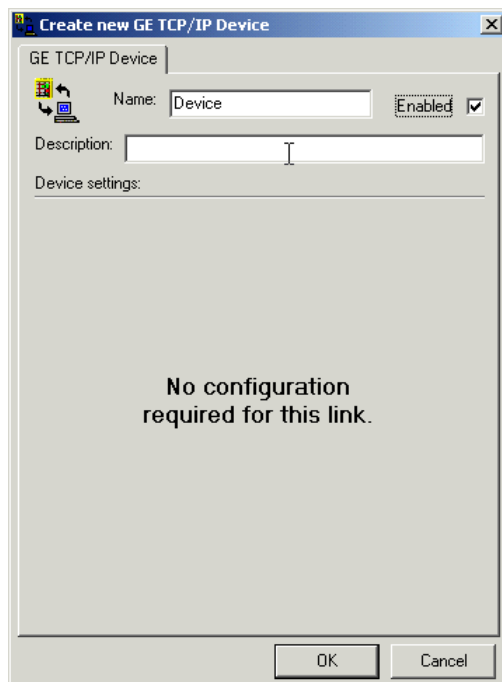 Create new GE TCP/IP Device
GE TCP/IP Device
Name: Device Enabled
Description:
Device settings:
No configuration
required for this link.
OK Cancel